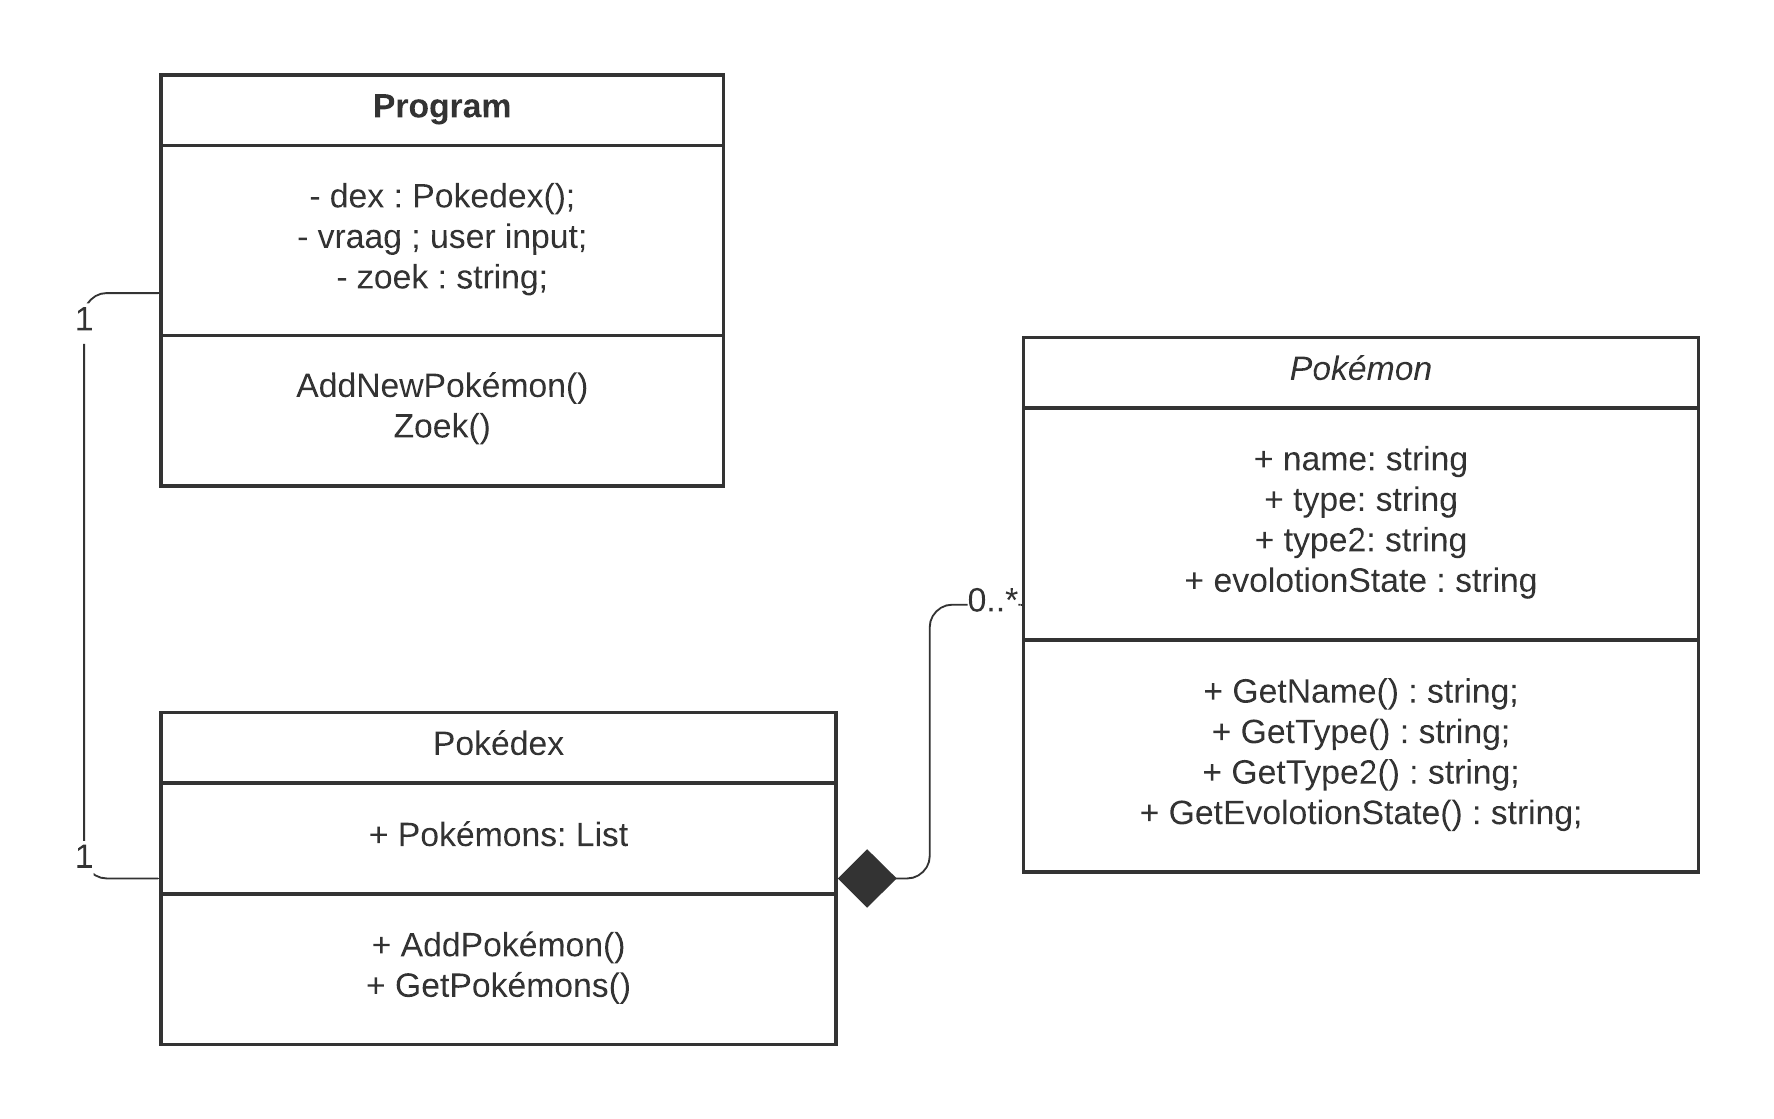 Program
- dex : Pokedex();
- vraag ; user input;
- zoek : string;
1
AddNewPokémon()
Zoek()
Pokémon
+ name: string
+ type: string
+ type2: string
+ evolotionState : string
0..*
+ GetName() : string;
+ GetType() : string;
+ GetType2() : string;
+ GetEvolotionState() : string;
Pokédex
+ Pokémons: List
1
+ AddPokémon()
+ GetPokémons()